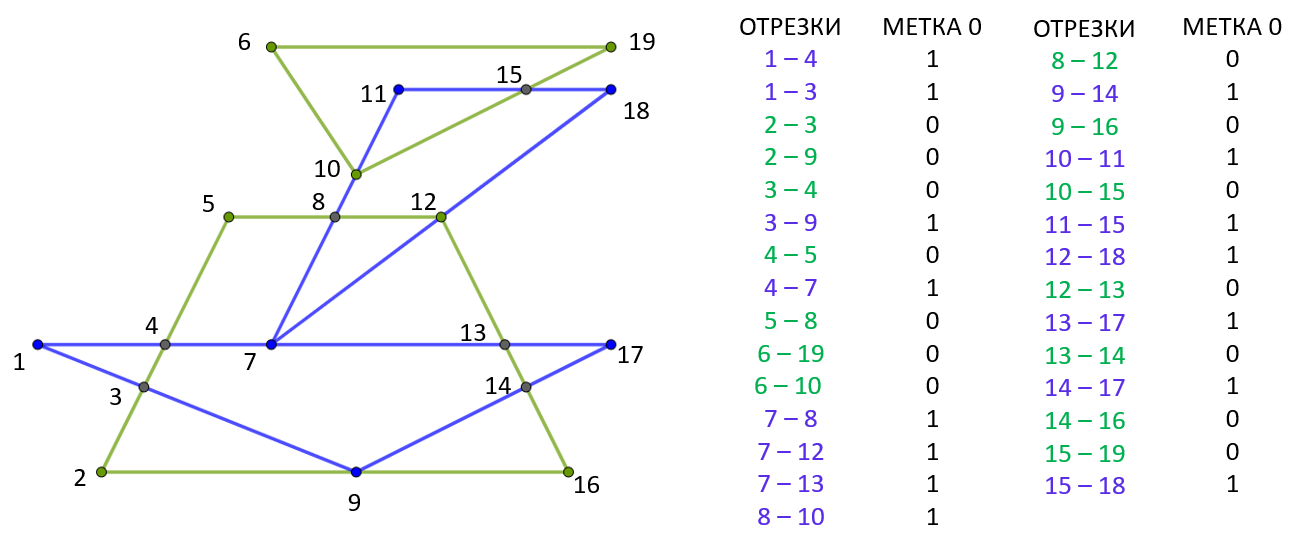 6
19
15
11
18
10
8
12
5
4
13
1
7
17
3
14
2
9
16
ОТРЕЗКИ МЕТКА 0
1 – 4 1
1 – 3 1
2 – 3 0
2 – 9 0
3 – 4 0
3 – 9 1
4 – 5 0
4 – 7 1
5 – 8 0
6 – 19 0
6 – 10 0
7 – 8 1
7 – 12 1
7 – 13 1
8 – 10 1
ОТРЕЗКИ МЕТКА 0
8 – 12 0
9 – 14 1
9 – 16 0
10 – 11 1
10 – 15 0
11 – 15 1
12 – 18 1
12 – 13 0
13 – 17 1
13 – 14 0
14 – 17 1
14 – 16 0
15 – 19 0
15 – 18 1